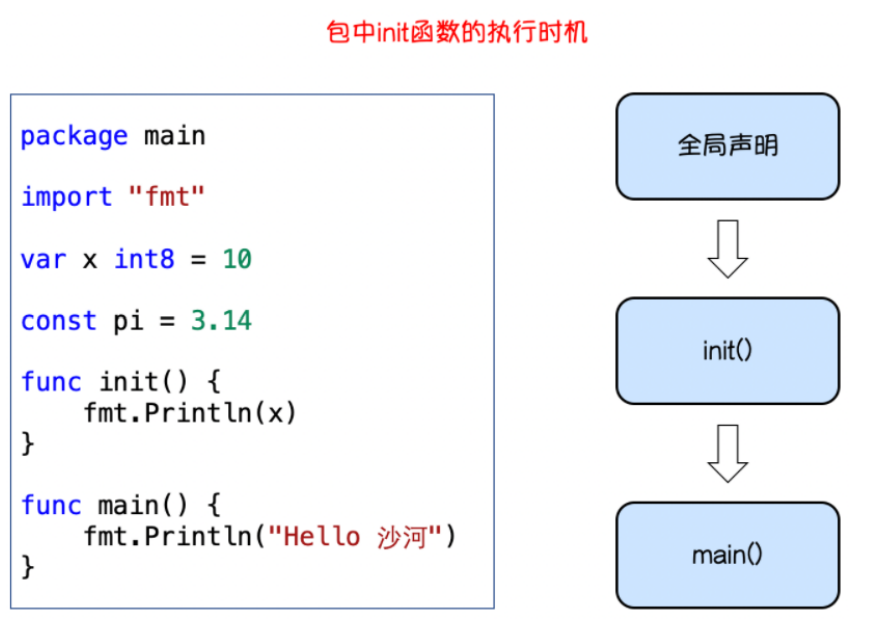 包中init函数的执行时机
package main
import "fmt"
var x int8 = 10
const pi = 3.14
func init() {
    fmt.Println(x)
}
func main() {
    fmt.Println("Hello 沙河")
}
全局声明
init()
main()